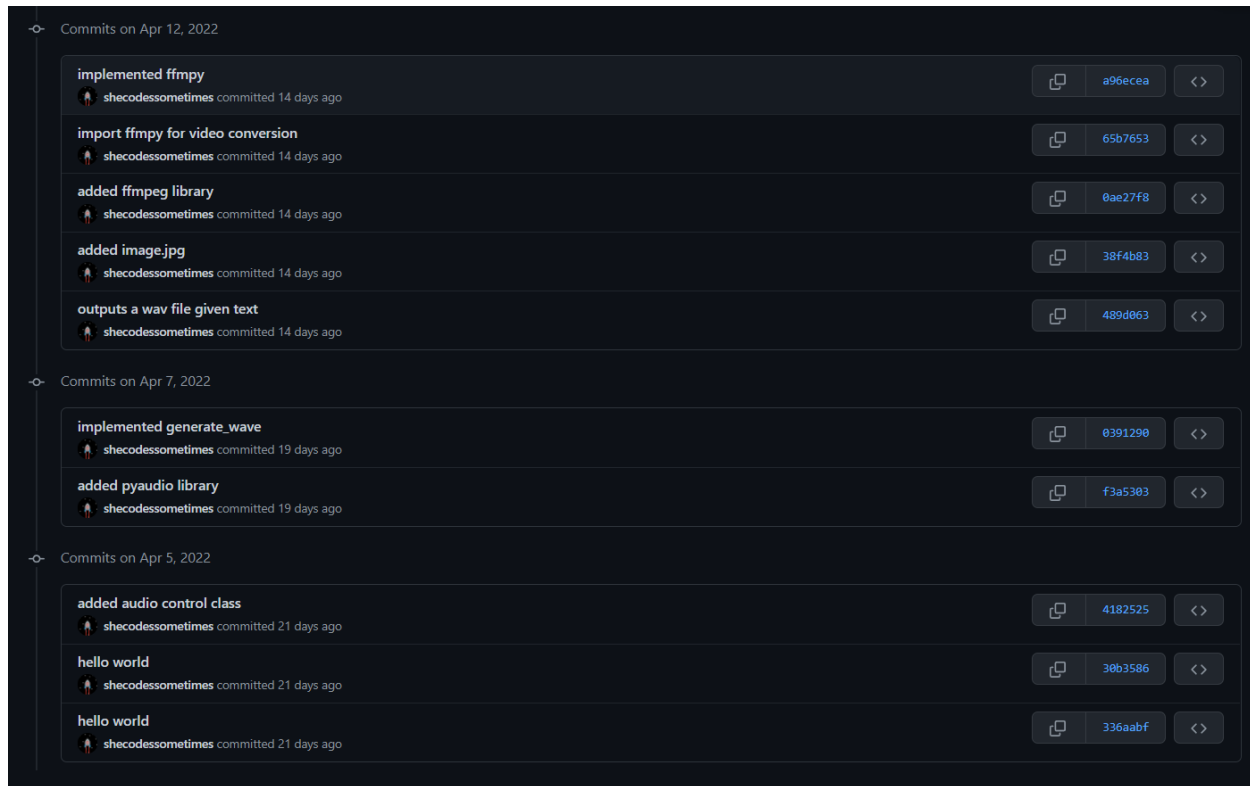 Commits on Apr 12, 2022
implemented ffmpy
shecodessometimes committed 14 days ago
a96ecea
import ffmpy for video conversion
shecodessometimes committed 14 days ago
65b7653
added ffmpeg library
shecodessometimes committed 14 days ago
0ae27f8
added image.jpg
shecodessometimes committed 14 days ago
38f4b83
outputs a wav file given text
shecodessometimes committed 14 days ago
489d063
Commits on Apr 7, 2022
implemented generate_wave
shecodessometimes committed 19 days ago
0391290
added pyaudio library
shecodessometimes committed 19 days ago
f3a5303
Commits on Apr 5, 2022
added audio control class
shecodessometimes committed 21 days ago
4182525
hello world
shecodessometimes committed 21 days ago
30b3586
hello world
shecodessometimes committed 21 days ago
336aabf